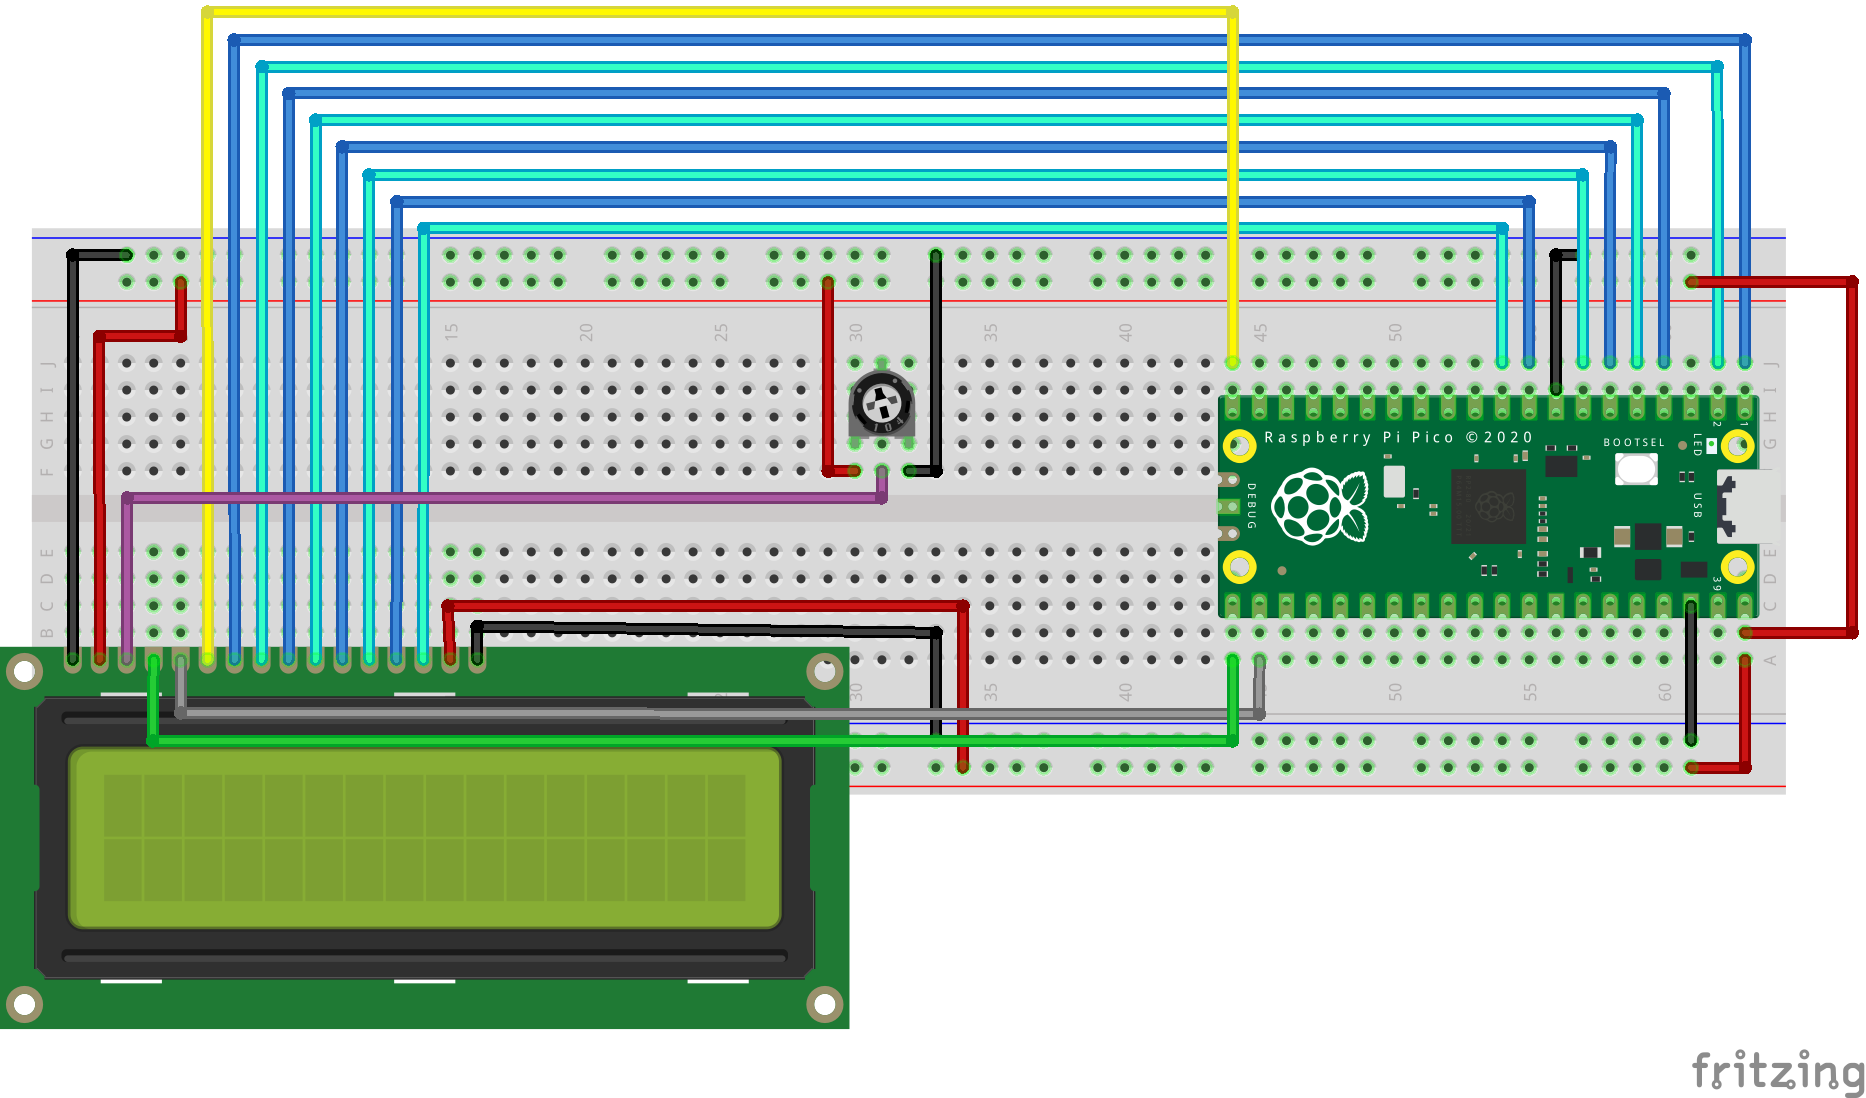 15 20 25 30 35 40 45 50
J J
I I
H H
G G
F
Raspberry Pi Pico ©2020
BOOTSEL
LED
2
1
104
DEBUG
USB
E E
D D
C C
B
A
39
30 35 40 50 55 60
fritzing